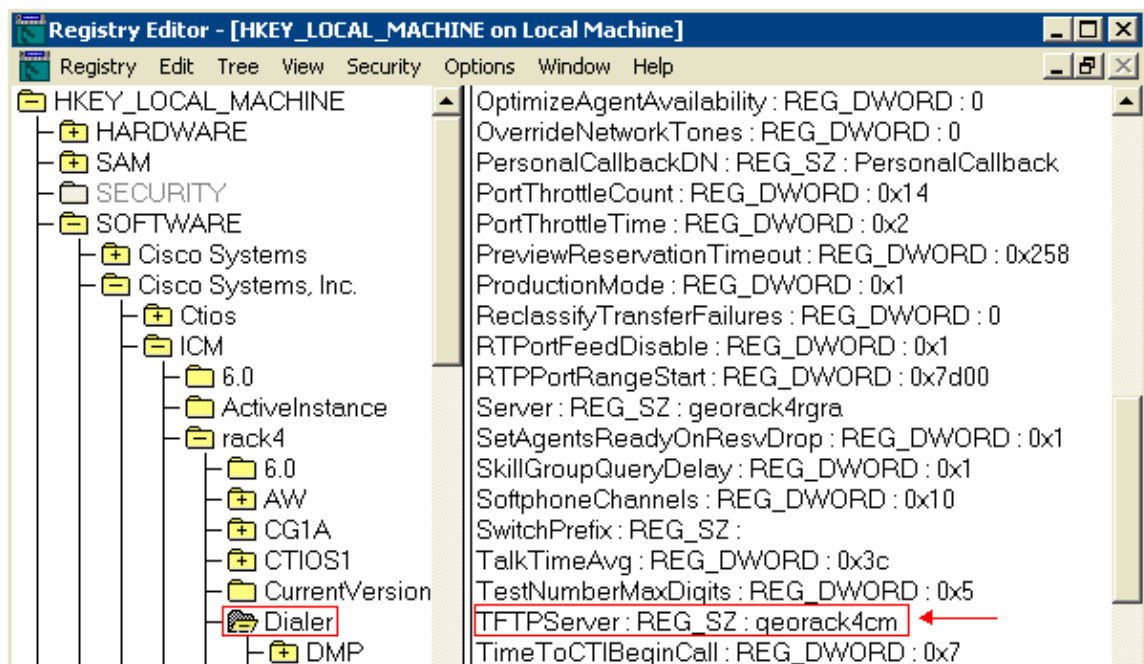 Registry Editor - [HKEY_LOCAL_MACHINE on Local Machine]
Registry Edit Tree View Security Options Window Help
HKEY_LOCAL_MACHINE
HARDWARE
SAM
SECURITY
SOFTWARE
Cisco Systems
Cisco Systems, Inc.
Ctios
ICM
6.0
ActiveInstance
rack4
6.0
AW
CG1A
CTIOS1
CurrentVersion
Dialer
DMP
OptimizeAgentAvailability : REG_DWORD : 0
OverrideNetworkTones : REG_DWORD : 0
PersonalCallbackDN : REG_SZ : PersonalCallback
PortThrottleCount : REG_DWORD : 0x14
PortThrottleTime : REG_DWORD : 0x2
PreviewReservationTimeout : REG_DWORD : 0x258
ProductionMode : REG_DWORD : 0x1
ReclassifyTransferFailures : REG_DWORD : 0
RTPortFeedDisable : REG_DWORD : 0x1
RTPPortRangeStart : REG_DWORD : 0x7d00
Server : REG_SZ : georack4rgra
SetAgentsReadyOnResvDrop : REG_DWORD : 0x1
SkillGroupQueryDelay : REG_DWORD : 0x1
SoftphoneChannels : REG_DWORD : 0x10
SwitchPrefix : REG_SZ :
TalkTimeAvg : REG_DWORD : 0x3c
TestNumberMaxDigits : REG_DWORD : 0x5
TFTPServer : REG_SZ : georack4cm
TimeToCTIBeginCall : REG_DWORD : 0x7